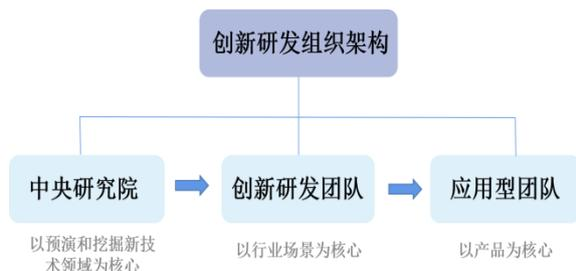 创新研发组织架构
中央研究院
创新研发团队
应用型团队
以预演和挖掘新技
术领域为核心
以行业场景为核心
以产品为核心